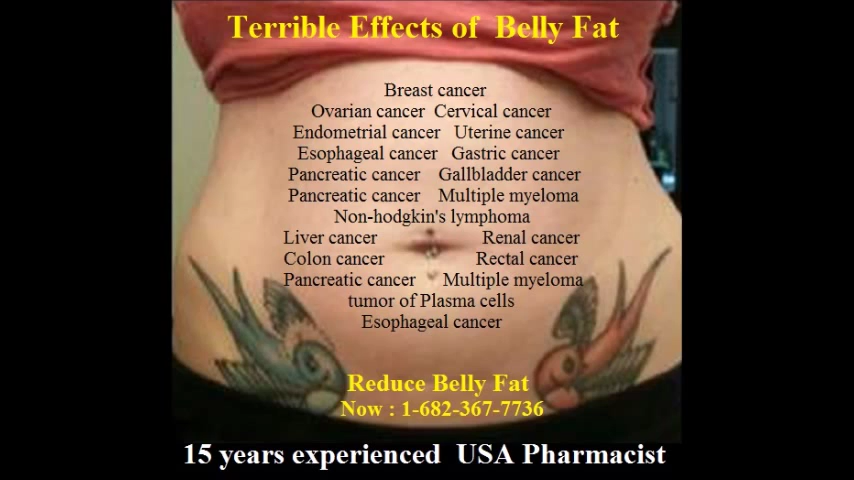 Terrible Effects of Belly Fat
Breast cancer
Ovarian cancer Cervical cancer
Endometrial cancer Uterine cancer
Esophageal cancer Gastric cancer
Pancreatic cancer Gallbladder cancer
Pancreatic cancer Multiple myeloma
Non-hodgkin's lymphoma
Liver cancer Renal cancer
Colon cancer Rectal cancer
Pancreatic cancer Multiple myeloma
tumor of Plasma cells
Esophageal cancer
Reduce Belly Fat
Now : 1-682-367-7736
15 years experienced USA Pharmacist